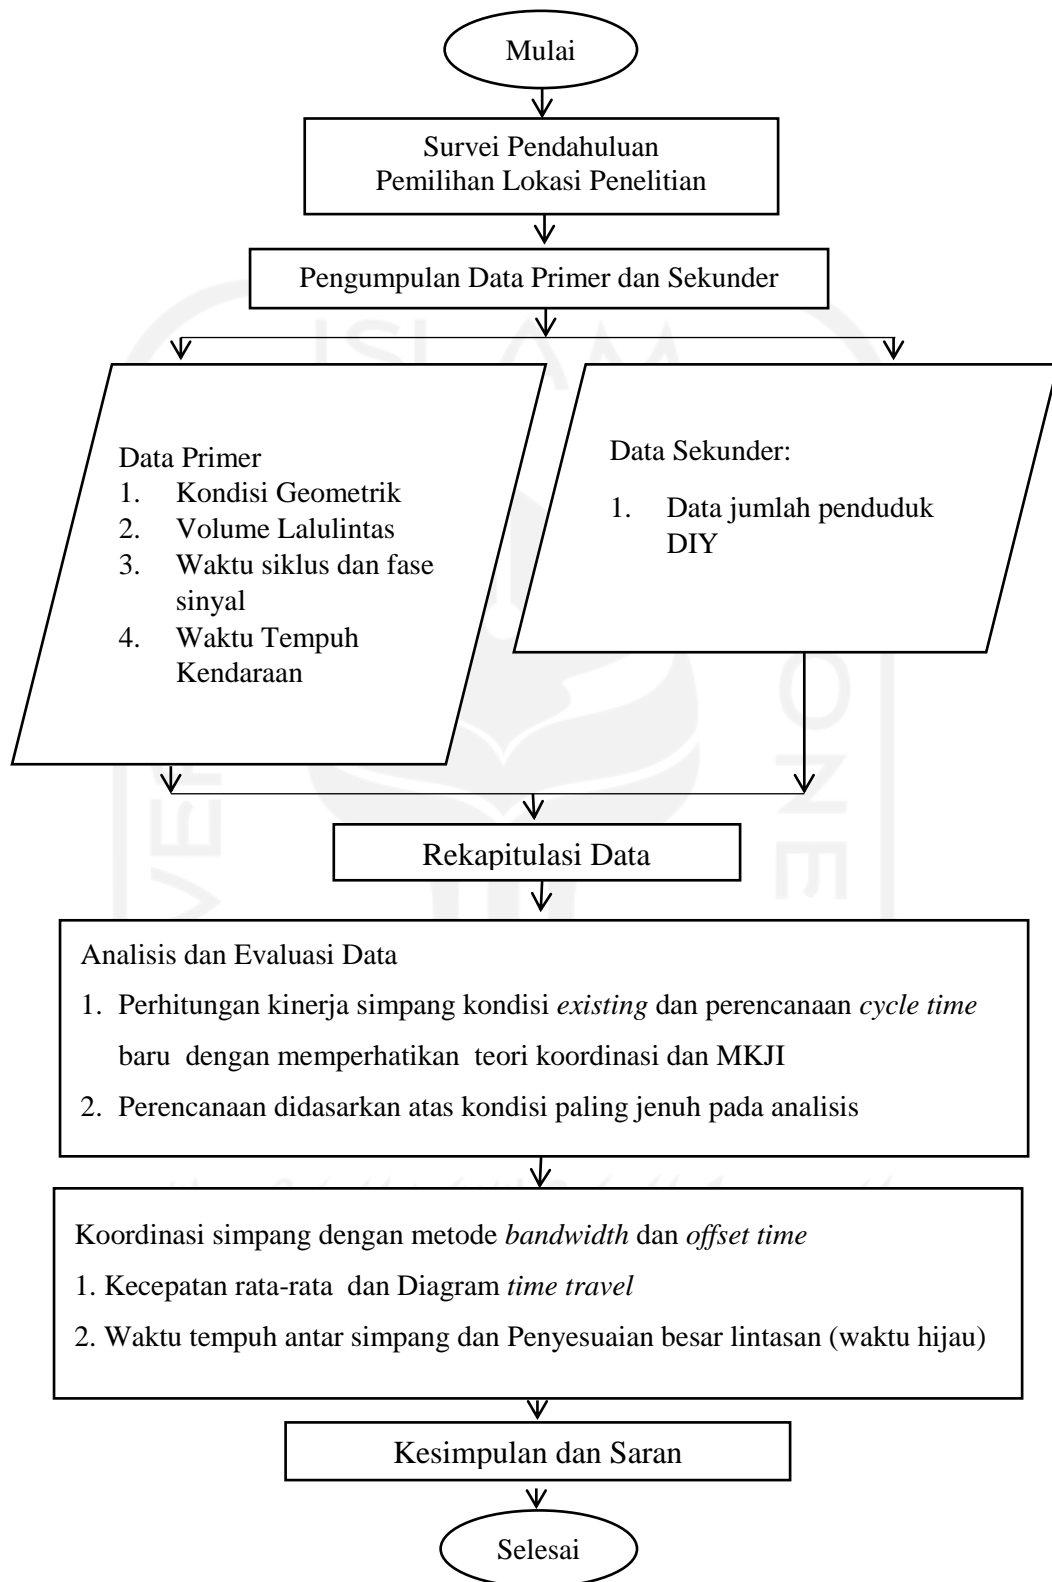 Mulai
Survei Pendahuluan
Pemilihan Lokasi Penelitian
Pengumpulan Data Primer dan Sekunder
Data Primer
1. Kondisi Geometrik
2. Volume Lalulintas
3. Waktu siklus dan fase
sinyal
4. Waktu Tempuh
Kendaraan
Data Sekunder:
1. Data jumlah penduduk
DIY
Rekapitulasi Data
Analisis dan Evaluasi Data
1. Perhitungan kinerja simpang kondisi existing dan perencanaan cycle time
baru dengan memperhatikan teori koordinasi dan MKJI
2. Perencanaan didasarkan atas kondisi paling jenuh pada analisis
Koordinasi simpang dengan metode bandwidth dan offset time
1. Kecepatan rata-rata dan Diagram time travel
2. Waktu tempuh antar simpang dan Penyesuaian besar lintasan (waktu hijau)
Kesimpulan dan Saran
Selesai
ISLAM